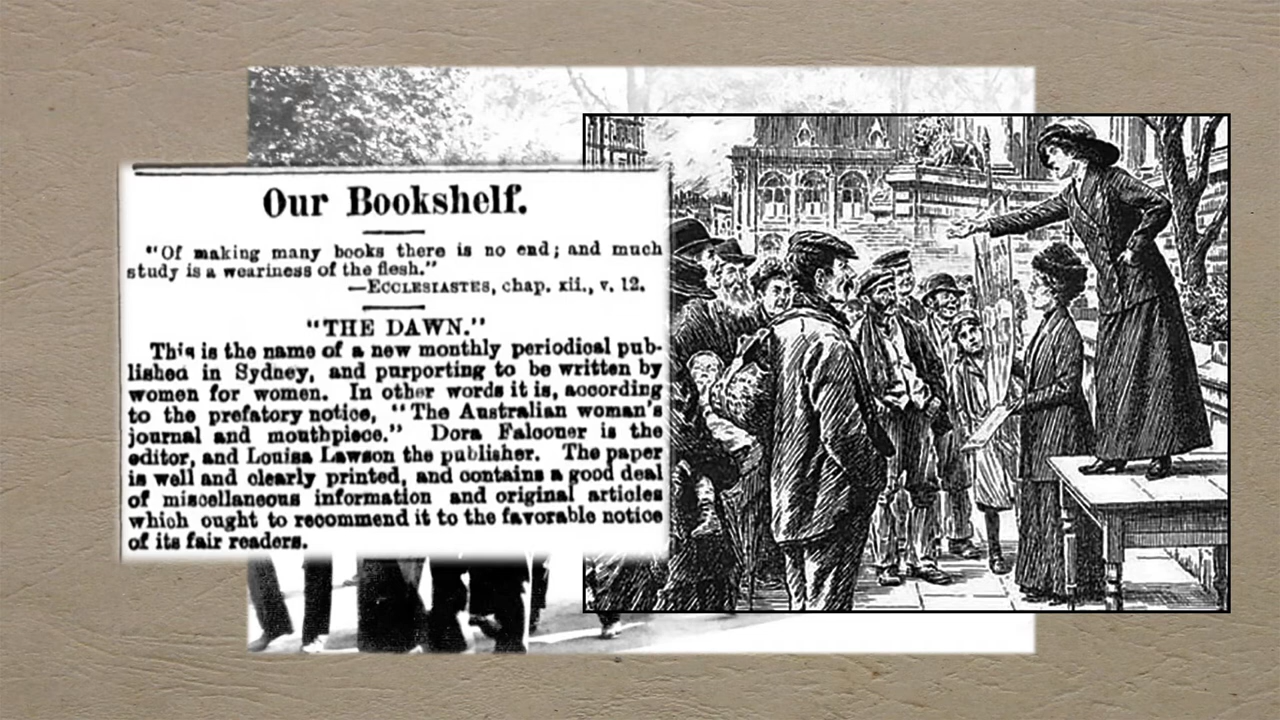 Our Bookshelf.
"Of making many books there is no end; and much
study is a weariness of the flesh."
—ECCLESIASTES, chap. xii., v. 12.
"THE DAWN."
This is the name of a new monthly periodical pub-
lished in Sydney, and purporting to be written by
women for women. In other words it is, according
to the prefatory notice, "The Australian woman's
journal and mouthpiece." Dora Falconer is the
editor, and Louisa Lawson the publisher. The paper
is well and clearly printed, and contains a good deal
of miscellaneous information and original articles
which ought to recommend it to the favorable notice
of its fair readers.